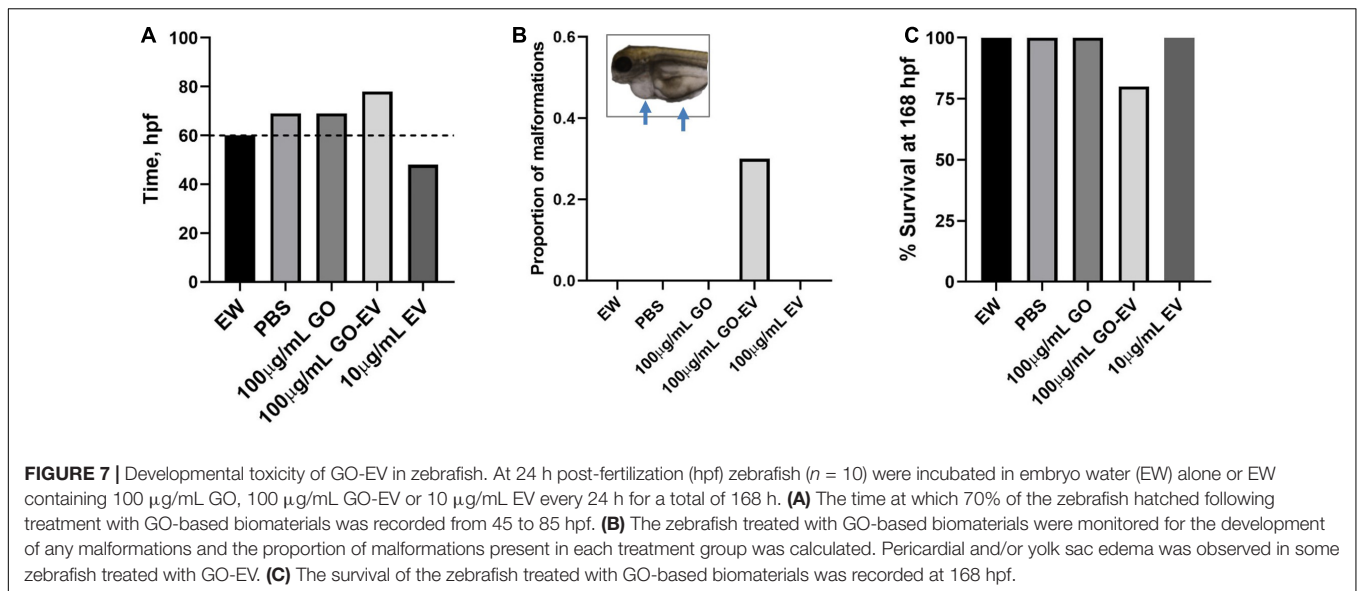 A
Time, hpf
100
80
60
40
20
0
EW
PBS
100μg/mL GO
100μg/mL GO-EV
10μg/mL EV
B
Proportion of malformations
0.6
0.4
0.2
0.0
EW
PBS
100μg/mL GO
100μg/mL GO-EV
100μg/mL EV
C
% Survival at 168 hpf
100
75
50
25
0
EW
PBS
100μg/mL GO
100μg/mL GO-EV
10μg/mL EV
FIGURE 7 | Developmental toxicity of GO-EV in zebrafish. At 24 h post-fertilization (hpf) zebrafish (n = 10) were incubated in embryo water (EW) alone or EW
containing 100 μg/mL GO, 100 μg/mL GO-EV or 10 μg/mL EV every 24 h for a total of 168 h. (A) The time at which 70% of the zebrafish hatched following
treatment with GO-based biomaterials was recorded from 45 to 85 hpf. (B) The zebrafish treated with GO-based biomaterials were monitored for the development
of any malformations and the proportion of malformations present in each treatment group was calculated. Pericardial and/or yolk sac edema was observed in some
zebrafish treated with GO-EV. (C) The survival of the zebrafish treated with GO-based biomaterials was recorded at 168 hpf.